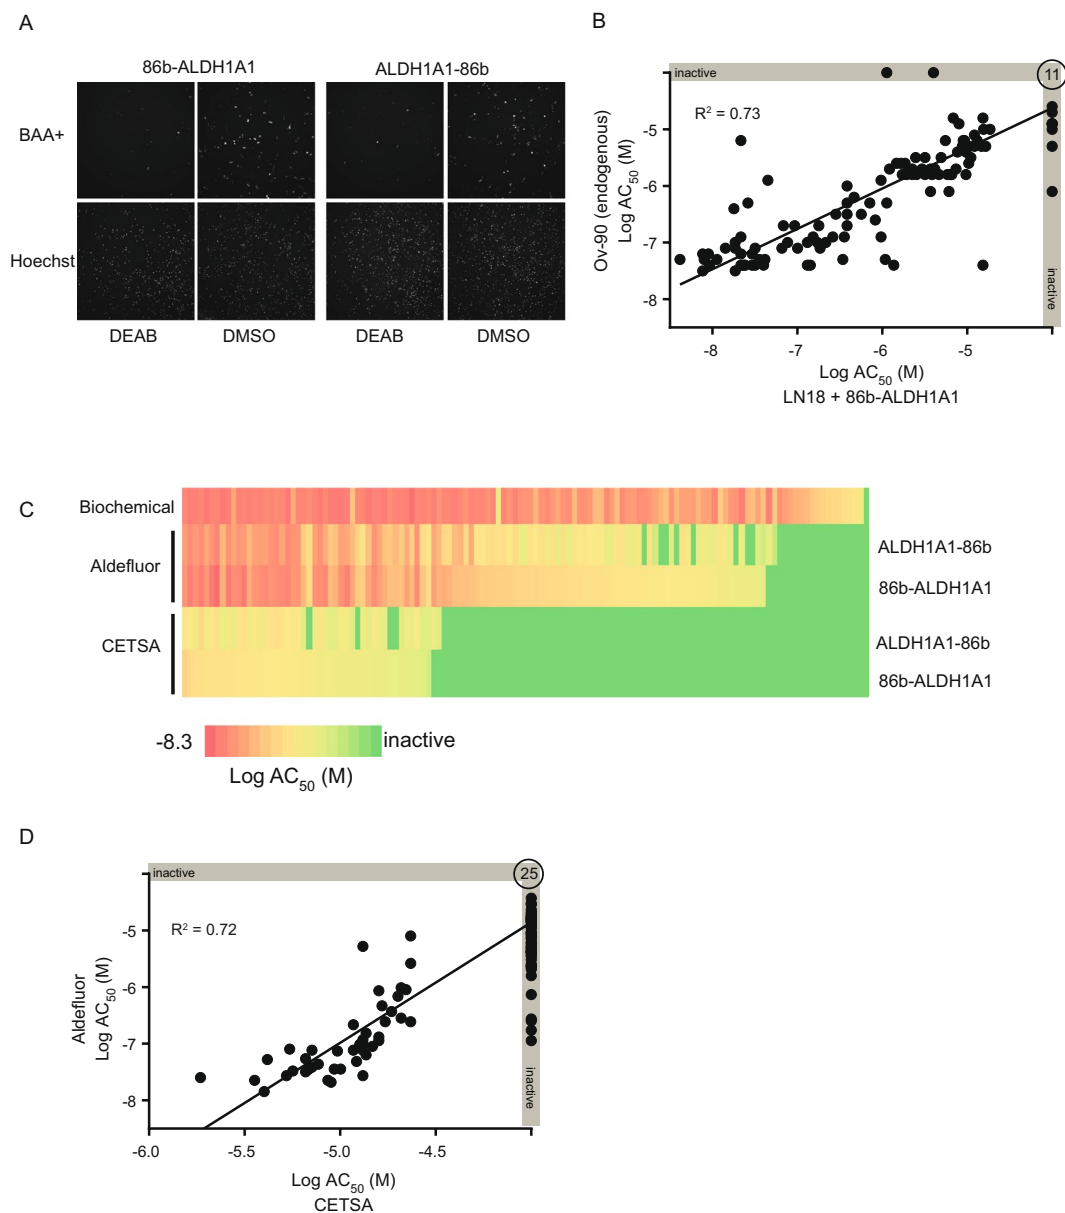 A
86b-ALDH1A1
ALDH1A1-86b
BAA+
Hoechst
DEAB
DMSO
DEAB
DMSO
B
inactive
11
R² = 0.73
-5
-6
-7
-8
Ov-90 (endogenous)
Log AC₅₀ (M)
inactive
-8
-7
-6
-5
Log AC₅₀ (M)
LN18 + 86b-ALDH1A1
C
Biochemical
Aldefluor
CETSA
ALDH1A1-86b
86b-ALDH1A1
ALDH1A1-86b
86b-ALDH1A1
-8.3
inactive
Log AC₅₀ (M)
D
inactive
25
R² = 0.72
-5
-6
-7
-8
Aldefluor
Log AC₅₀ (M)
inactive
-6.0
-5.5
-5.0
-4.5
Log AC₅₀ (M)
CETSA